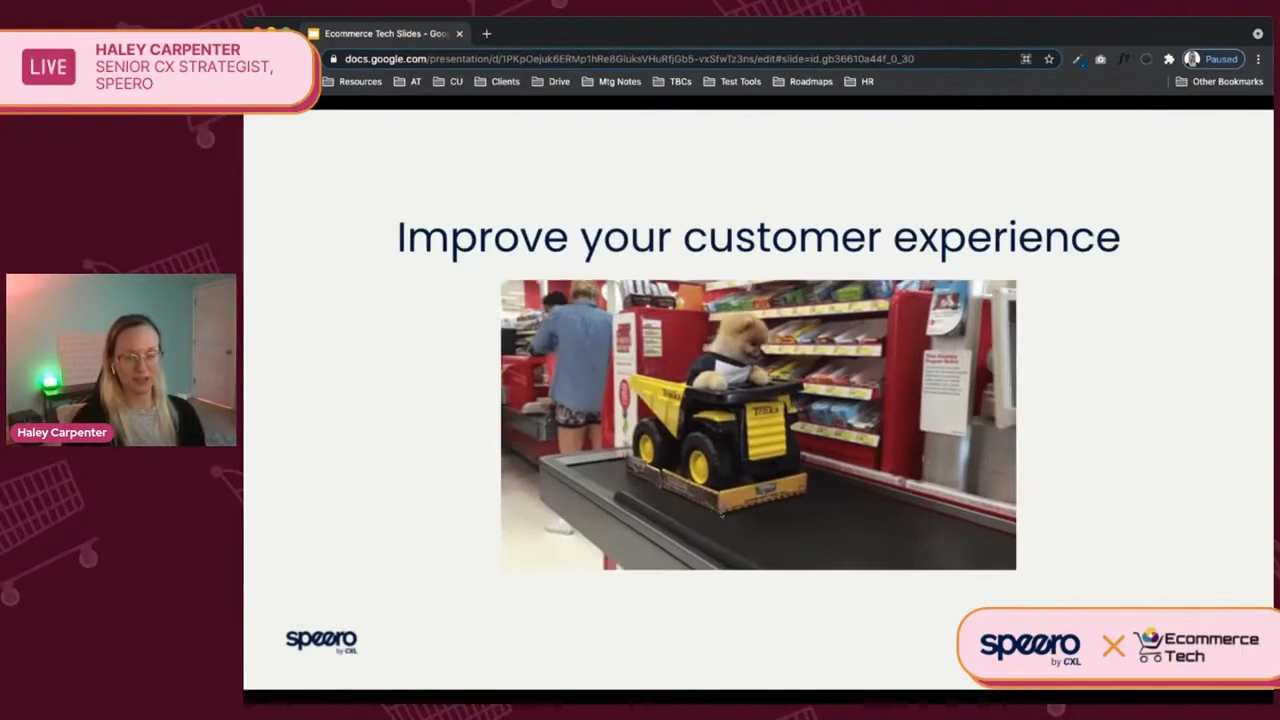 LIVE
HALEY CARPENTER
SENIOR CX STRATEGIST,
SPEERO
Ecommerce Tech Slides - Goo
docs.google.com/presentation/d/1PKpOejuk6ERMp1hRe8GluksVHuRfjGb5-vxSfwTz3ns/edit#slide=id.gb36610a44f_0_30
Paused
Resources
AT
CU
Clients
Drive
Mtg Notes
TBCs
Test Tools
Roadmaps
HR
Other Bookmarks
Improve your customer experience
Tonka
Haley Carpenter
speero
by CXL
speero
by CXL
Ecommerce
Tech